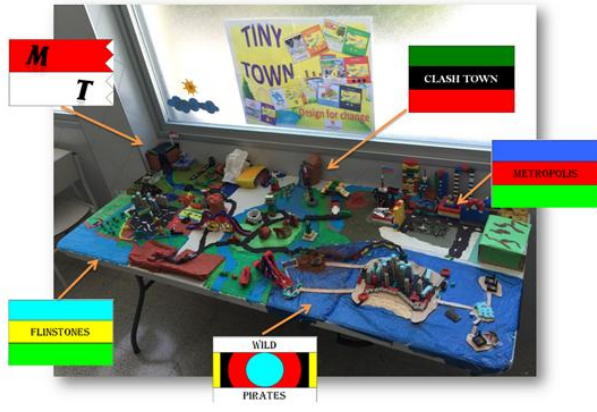 M
T
TINY
TOWN
Design for change
CLASH TOWN
METROPOLIS
FLINSTONES
WILD
PIRATES